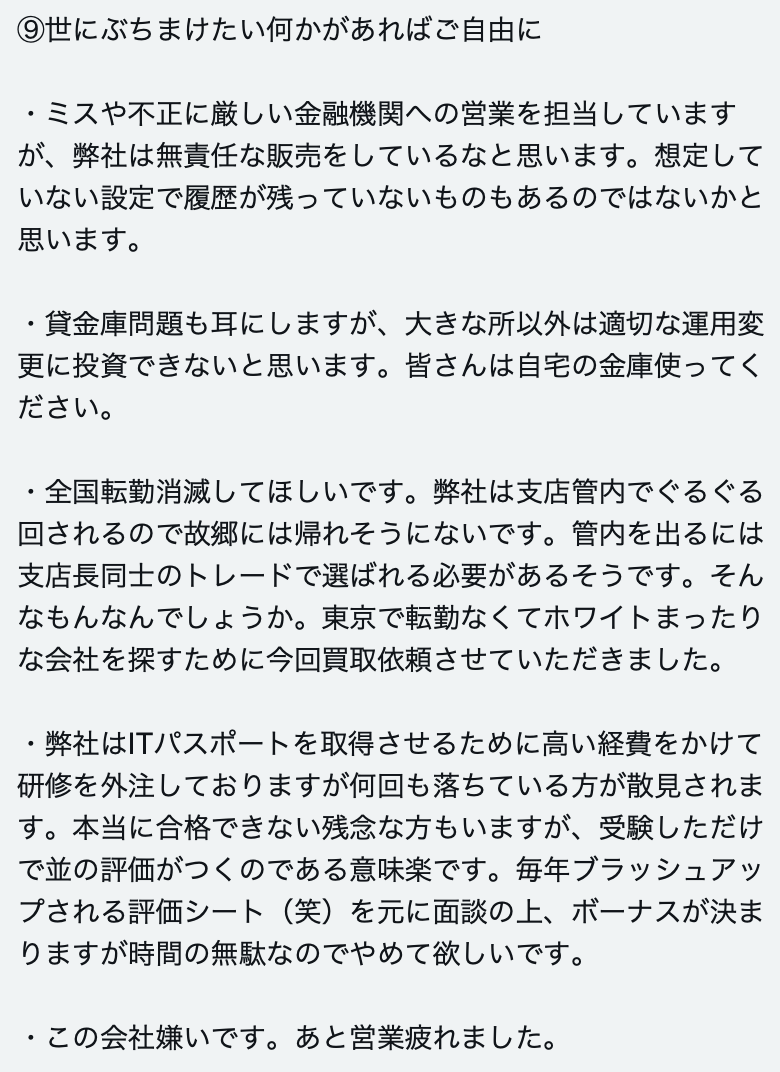 ⑨世にぶちまけたい何かがあればご自由に
・ミスや不正に厳しい金融機関への営業を担当しています
が、弊社は無責任な販売をしているなと思います。想定して
いない設定で履歴が残っていないものもあるのではないかと
思います。
・貸金庫問題も耳にしますが、大きな所以外は適切な運用変
更に投資できないと思います。皆さんは自宅の金庫使ってく
ださい。
・全国転勤消滅してほしいです。弊社は支店管内でぐるぐる
回されるので故郷には帰れそうにないです。管内を出るには
支店長同士のトレードで選ばれる必要があるそうです。そん
なもんなんでしょうか。東京で転勤なくてホワイトまったり
な会社を探すために今回買取依頼させていただきました。
・弊社はITパスポートを取得させるために高い経費をかけて
研修を外注しておりますが何回も落ちている方が散見されま
す。本当に合格できない残念な方もいますが、受験しただけ
で並の評価がつくのである意味楽です。毎年ブラッシュアッ
プされる評価シート（笑）を元に面談の上、ボーナスが決ま
りますが時間の無駄なのでやめて欲しいです。
・この会社嫌いです。あと営業疲れました。